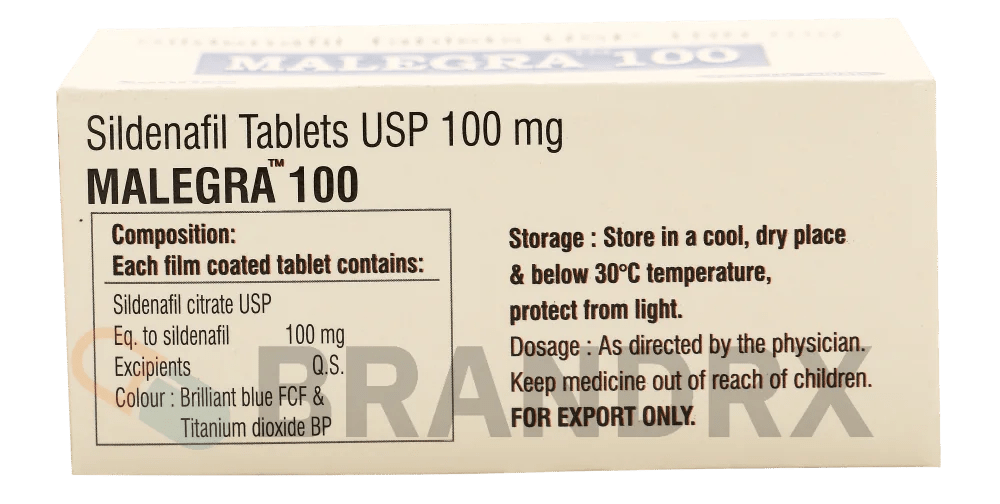 MALEGRA 100
Sildenafil Tablets USP 100 mg
MALEGRA™ 100
Composition:
Each film coated tablet contains:
Sildenafil citrate USP
Eq. to sildenafil 100 mg
Excipients Q.S.
Colour : Brilliant blue FCF &
Titanium dioxide BP
Storage : Store in a cool, dry place
& below 30°C temperature,
protect from light.
Dosage : As directed by the physician.
Keep medicine out of reach of children.
FOR EXPORT ONLY.
BRANDRX